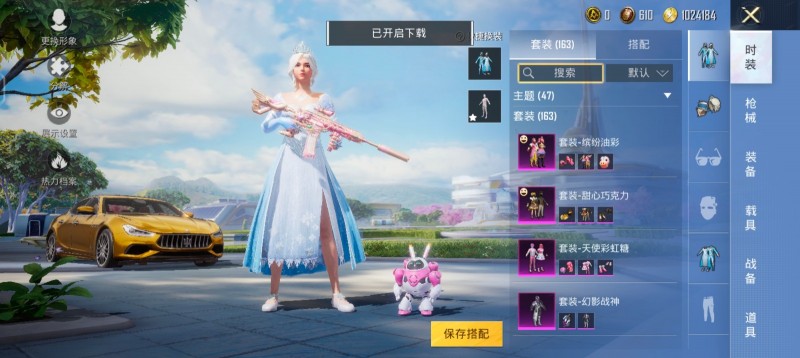 0
610
1024184
更换形象
展示设置
热力档案
已开启下载
套装 (163)
搭配
搜索
默认
主题 (47)
套装 (163)
套装-缤纷油彩
套装-甜心巧克力
套装-天使彩虹糖
套装-幻影战神
保存搭配
时装
枪械
装备
载具
战备
道具